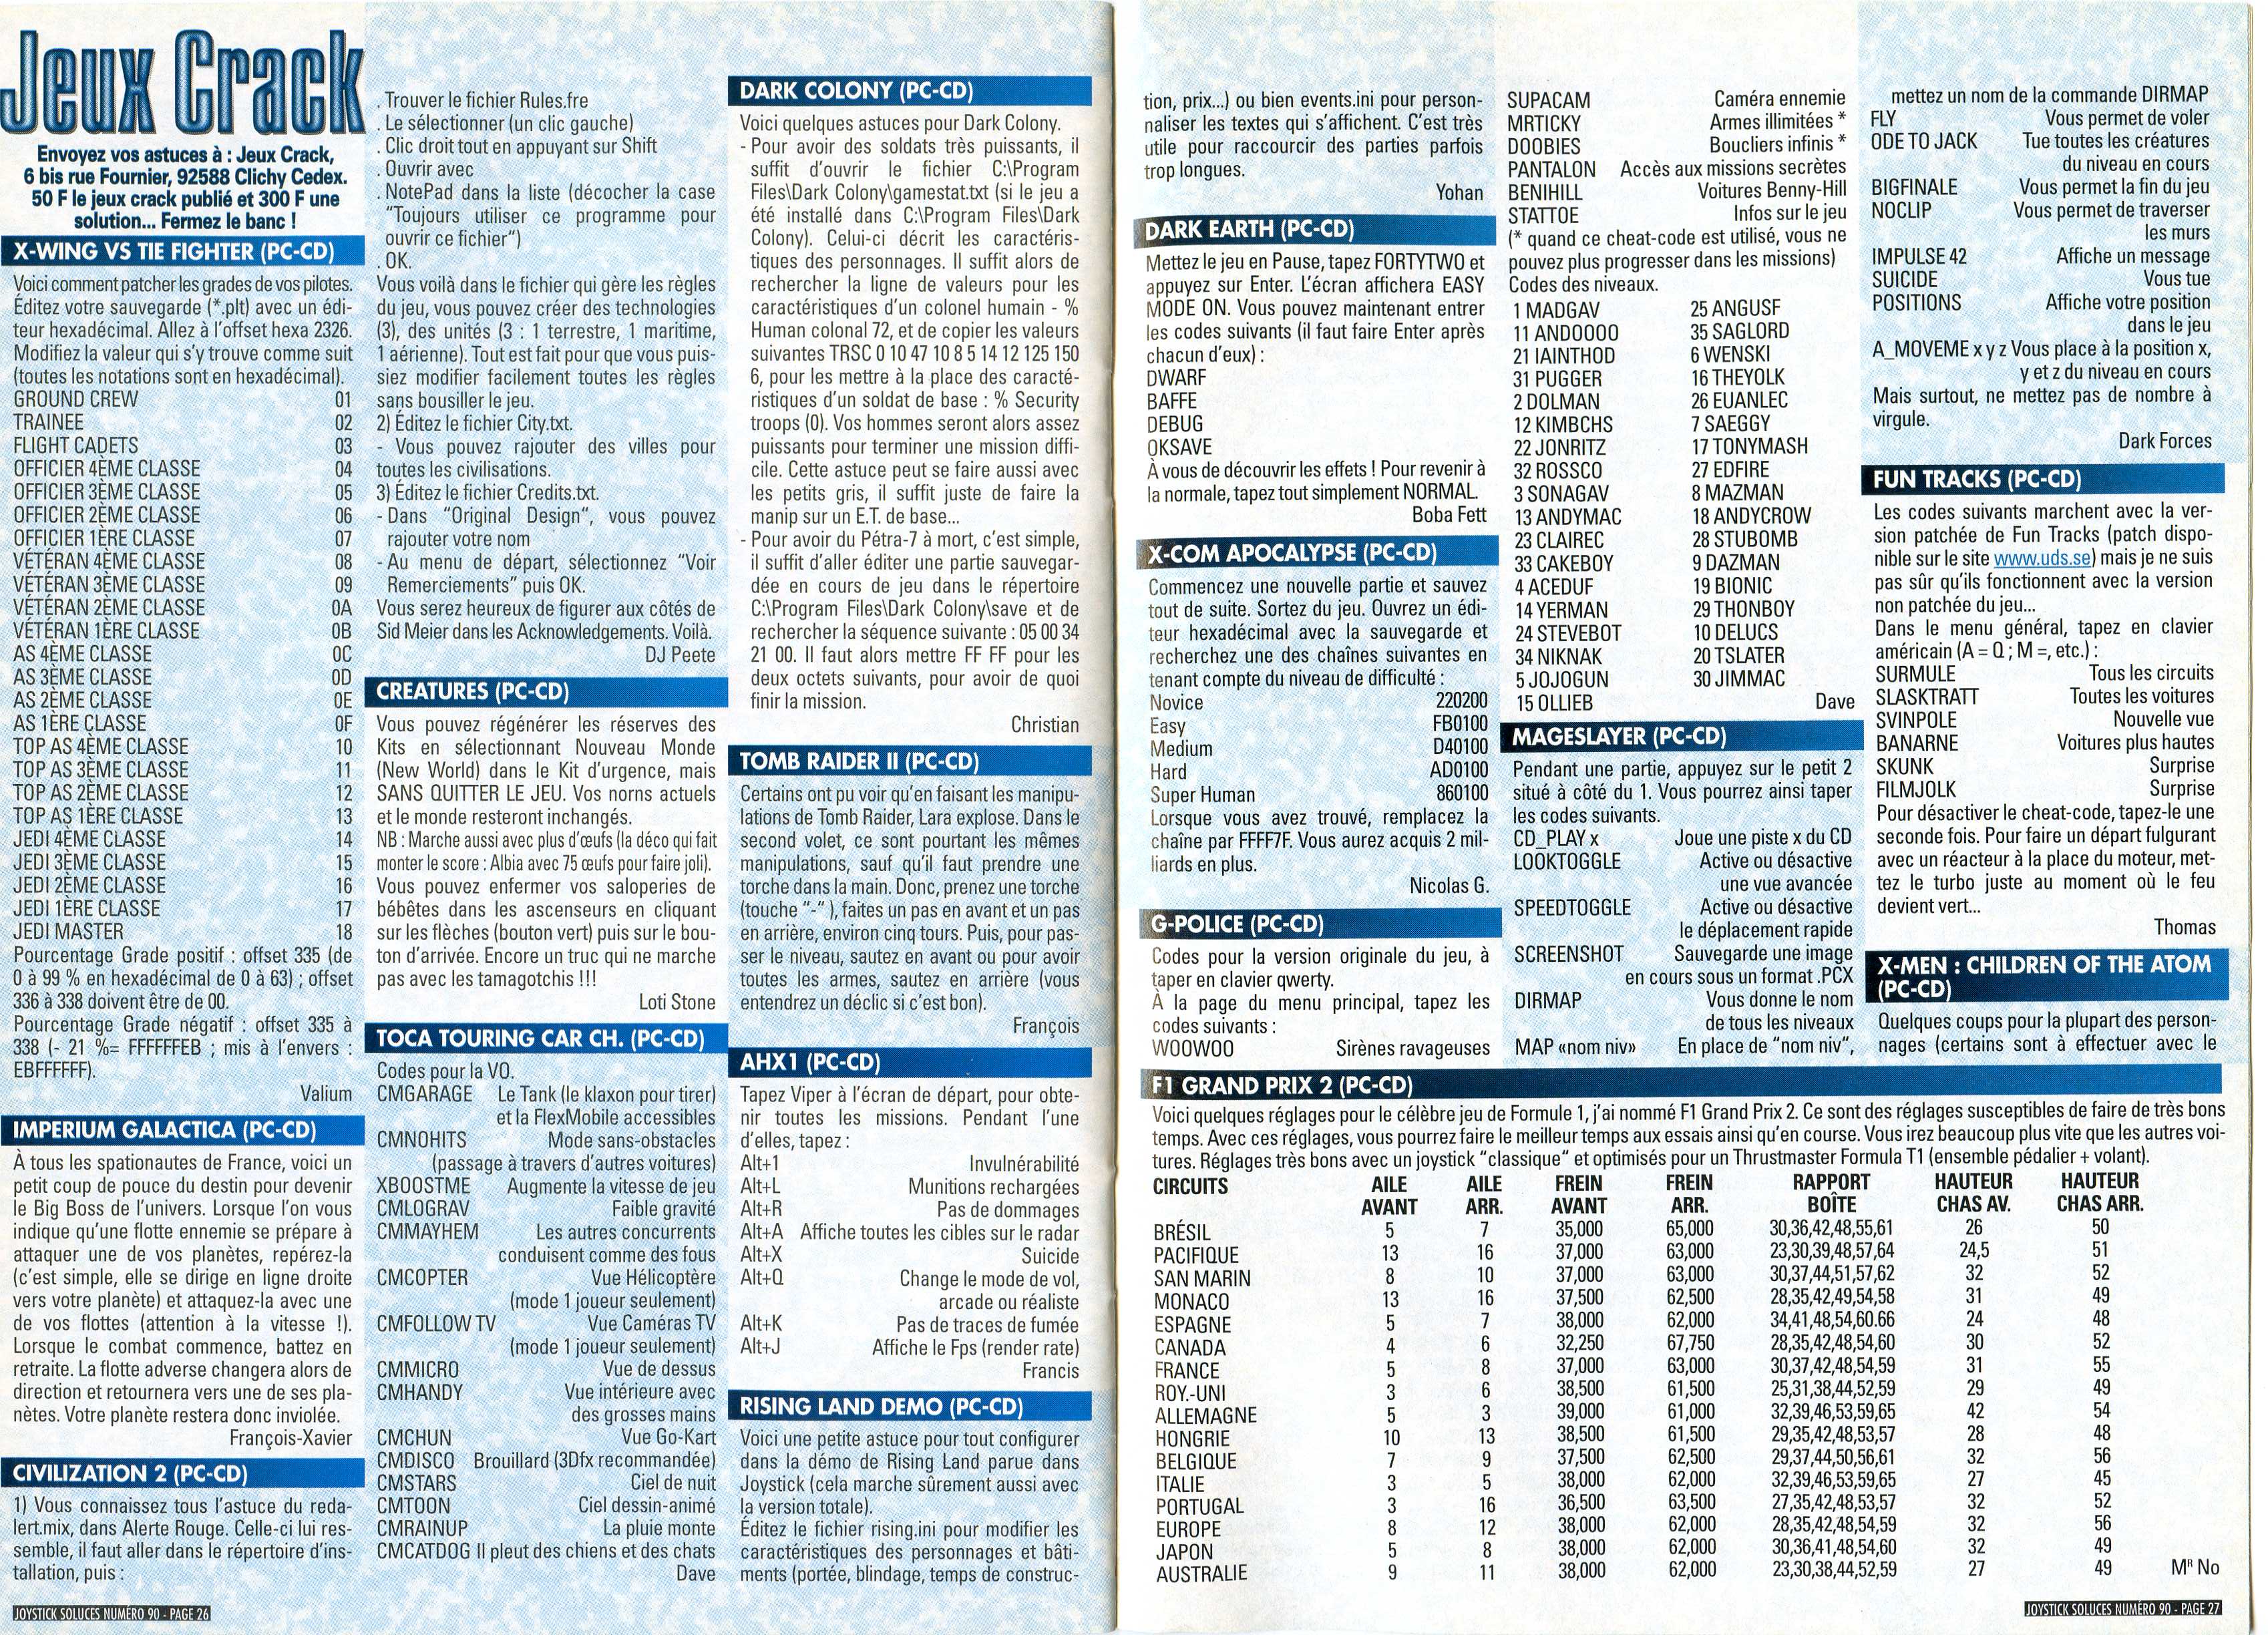 Jeux Crack
Envoyez vos astuces à : Jeux Crack,
6 bis rue Fournier, 92588 Clichy Cedex.
50 F le jeux crack publié et 300 F une
solution... Fermez le banc !
X-WING VS TIE FIGHTER (PC-CD)
Voici comment patcher les grades de vos pilotes.
Éditez votre sauvegarde (*.plt) avec un édi-
teur hexadécimal. Allez à l'offset hexa 2326.
Modifiez la valeur qui s'y trouve comme suit
(toutes les notations sont en hexadécimal).
GROUND CREW 01
TRAINEE 02
FLIGHT CADETS 03
OFFICIER 4ÈME CLASSE 04
OFFICIER 3ÈME CLASSE 05
OFFICIER 2ÈME CLASSE 06
OFFICIER 1ÈRE CLASSE 07
VÉTÉRAN 4ÈME CLASSE 08
VÉTÉRAN 3ÈME CLASSE 09
VÉTÉRAN 2ÈME CLASSE 0A
VÉTÉRAN 1ÈRE CLASSE 0B
AS 4ÈME CLASSE 0C
AS 3ÈME CLASSE 0D
AS 2ÈME CLASSE 0E
AS 1ÈRE CLASSE 0F
TOP AS 4ÈME CLASSE 10
TOP AS 3ÈME CLASSE 11
TOP AS 2ÈME CLASSE 12
TOP AS 1ÈRE CLASSE 13
JEDI 4ÈME CLASSE 14
JEDI 3ÈME CLASSE 15
JEDI 2ÈME CLASSE 16
JEDI 1ÈRE CLASSE 17
JEDI MASTER 18
Pourcentage Grade positif : offset 335 (de
0 à 99 % en hexadécimal de 0 à 63) ; offset
336 à 338 doivent être de 00.
Pourcentage Grade négatif : offset 335 à
338 (- 21 %= FFFFFFEB ; mis à l'envers :
EBFFFFFF).
Valium
IMPERIUM GALACTICA (PC-CD)
À tous les spationautes de France, voici un
petit coup de pouce du destin pour devenir
le Big Boss de l'univers. Lorsque l'on vous
indique qu'une flotte ennemie se prépare à
attaquer une de vos planètes, repérez-la
(c'est simple, elle se dirige en ligne droite
vers votre planète) et attaquez-la avec une
de vos flottes (attention à la vitesse !).
Lorsque le combat commence, battez en
retraite. La flotte adverse changera alors de
direction et retournera vers une de ses pla-
nètes. Votre planète restera donc inviolée.
François-Xavier
CIVILIZATION 2 (PC-CD)
1) Vous connaissez tous l'astuce du reda-
lert.mix, dans Alerte Rouge. Celle-ci lui res-
semble, il faut aller dans le répertoire d'ins-
tallation, puis :
. Trouver le fichier Rules.fre
. Le sélectionner (un clic gauche)
. Clic droit tout en appuyant sur Shift
. Ouvrir avec
. NotePad dans la liste (décocher la case
"Toujours utiliser ce programme pour
ouvrir ce fichier")
. OK.
Vous voilà dans le fichier qui gère les règles
du jeu, vous pouvez créer des technologies
(3), des unités (3 : 1 terrestre, 1 maritime,
1 aérienne). Tout est fait pour que vous puis-
siez modifier facilement toutes les règles
sans bousiller le jeu.
2) Éditez le fichier City.txt.
- Vous pouvez rajouter des villes pour
toutes les civilisations.
3) Éditez le fichier Credits.txt.
- Dans "Original Design", vous pouvez
rajouter votre nom
- Au menu de départ, sélectionnez "Voir
Remerciements" puis OK.
Vous serez heureux de figurer aux côtés de
Sid Meier dans les Acknowledgements. Voilà.
DJ Peete
CREATURES (PC-CD)
Vous pouvez régénérer les réserves des
Kits en sélectionnant Nouveau Monde
(New World) dans le Kit d'urgence, mais
SANS QUITTER LE JEU. Vos norns actuels
et le monde resteront inchangés.
NB : Marche aussi avec plus d'œufs (la déco qui fait
monter le score : Albia avec 75 œufs pour faire joli).
Vous pouvez enfermer vos saloperies de
bébêtes dans les ascenseurs en cliquant
sur les flèches (bouton vert) puis sur le bou-
ton d'arrivée. Encore un truc qui ne marche
pas avec les tamagotchis !!!
Loti Stone
TOCA TOURING CAR CH. (PC-CD)
Codes pour la VO.
CMGARAGE Le Tank (le klaxon pour tirer)
et la FlexMobile accessibles
CMNOHITS Mode sans-obstacles
(passage à travers d'autres voitures)
XBOOSTME Augmente la vitesse de jeu
CMLOGRAV Faible gravité
CMMAYHEM Les autres concurrents
conduisent comme des fous
CMCOPTER Vue Hélicoptère
(mode 1 joueur seulement)
CMFOLLOW TV Vue Caméras TV
(mode 1 joueur seulement)
CMMICRO Vue de dessus
CMHANDY Vue intérieure avec
des grosses mains
CMCHUN Vue Go-Kart
CMDISCO Brouillard (3Dfx recommandée)
CMSTARS Ciel de nuit
CMTOON Ciel dessin-animé
CMRAINUP La pluie monte
CMCATDOG Il pleut des chiens et des chats
Dave
DARK COLONY (PC-CD)
Voici quelques astuces pour Dark Colony.
- Pour avoir des soldats très puissants, il
suffit d'ouvrir le fichier C:\Program
Files\Dark Colony\gamestat.txt (si le jeu a
été installé dans C:\Program Files\Dark
Colony). Celui-ci décrit les caractéris-
tiques des personnages. Il suffit alors de
rechercher la ligne de valeurs pour les
caractéristiques d'un colonel humain - %
Human colonal 72, et de copier les valeurs
suivantes TRSC 0 10 47 10 8 5 14 12 125 150
6, pour les mettre à la place des caracté-
ristiques d'un soldat de base : % Security
troops (0). Vos hommes seront alors assez
puissants pour terminer une mission diffi-
cile. Cette astuce peut se faire aussi avec
les petits gris, il suffit juste de faire la
manip sur un E.T. de base...
- Pour avoir du Pétra-7 à mort, c'est simple,
il suffit d'aller éditer une partie sauvegar-
dée en cours de jeu dans le répertoire
C:\Program Files\Dark Colony\save et de
rechercher la séquence suivante : 05 00 34
21 00. Il faut alors mettre FF FF pour les
deux octets suivants, pour avoir de quoi
finir la mission.
Christian
TOMB RAIDER II (PC-CD)
Certains ont pu voir qu'en faisant les manipu-
lations de Tomb Raider, Lara explose. Dans le
second volet, ce sont pourtant les mêmes
manipulations, sauf qu'il faut prendre une
torche dans la main. Donc, prenez une torche
(touche "-" ), faites un pas en avant et un pas
en arrière, environ cinq tours. Puis, pour pas-
ser le niveau, sautez en avant ou pour avoir
toutes les armes, sautez en arrière (vous
entendrez un déclic si c'est bon).
François
AHX1 (PC-CD)
Tapez Viper à l'écran de départ, pour obte-
nir toutes les missions. Pendant l'une
d'elles, tapez :
Alt+1 Invulnérabilité
Alt+L Munitions rechargées
Alt+R Pas de dommages
Alt+A Affiche toutes les cibles sur le radar
Alt+X Suicide
Alt+Q Change le mode de vol,
arcade ou réaliste
Alt+K Pas de traces de fumée
Alt+J Affiche le Fps (render rate)
Francis
RISING LAND DEMO (PC-CD)
Voici une petite astuce pour tout configurer
dans la démo de Rising Land parue dans
Joystick (cela marche sûrement aussi avec
la version totale).
Éditez le fichier rising.ini pour modifier les
caractéristiques des personnages et bâti-
ments (portée, blindage, temps de construc-
JOYSTICK SOLUCES NUMÉRO 90 - PAGE 26
tion, prix...) ou bien events.ini pour person-
naliser les textes qui s'affichent. C'est très
utile pour raccourcir des parties parfois
trop longues.
Yohan
DARK EARTH (PC-CD)
Mettez le jeu en Pause, tapez FORTYTWO et
appuyez sur Enter. L'écran affichera EASY
MODE ON. Vous pouvez maintenant entrer
les codes suivants (il faut faire Enter après
chacun d'eux) :
DWARF
BAFFE
DEBUG
OKSAVE
À vous de découvrir les effets ! Pour revenir à
la normale, tapez tout simplement NORMAL.
Boba Fett
X-COM APOCALYPSE (PC-CD)
Commencez une nouvelle partie et sauvez
tout de suite. Sortez du jeu. Ouvrez un édi-
teur hexadécimal avec la sauvegarde et
recherchez une des chaînes suivantes en
tenant compte du niveau de difficulté :
Novice 220200
Easy FB0100
Medium D40100
Hard AD0100
Super Human 860100
Lorsque vous avez trouvé, remplacez la
chaîne par FFFF7F. Vous aurez acquis 2 mil-
liards en plus.
Nicolas G.
G-POLICE (PC-CD)
Codes pour la version originale du jeu, à
taper en clavier qwerty.
À la page du menu principal, tapez les
codes suivants :
WOOWOO Sirènes ravageuses
SUPACAM Caméra ennemie
MRTICKY Armes illimitées *
DOOBIES Boucliers infinis *
PANTALON Accès aux missions secrètes
BENIHILL Voitures Benny-Hill
STATTOE Infos sur le jeu
(* quand ce cheat-code est utilisé, vous ne
pouvez plus progresser dans les missions)
Codes des niveaux.
1 MADGAV 25 ANGUSF
11 ANDOOOO 35 SAGLORD
21 IAINTHOD 6 WENSKI
31 PUGGER 16 THEYOLK
2 DOLMAN 26 EUANLEC
12 KIMBCHS 7 SAEGGY
22 JONRITZ 17 TONYMASH
32 ROSSCO 27 EDFIRE
3 SONAGAV 8 MAZMAN
13 ANDYMAC 18 ANDYCROW
23 CLAIREC 28 STUBOMB
33 CAKEBOY 9 DAZMAN
4 ACEDUF 19 BIONIC
14 YERMAN 29 THONBOY
24 STEVEBOT 10 DELUCS
34 NIKNAK 20 TSLATER
5 JOJOGUN 30 JIMMAC
15 OLLIEB Dave
MAGESLAYER (PC-CD)
Pendant une partie, appuyez sur le petit 2
situé à côté du 1. Vous pourrez ainsi taper
les codes suivants.
CD_PLAY x Joue une piste x du CD
LOOKTOGGLE Active ou désactive
une vue avancée
SPEEDTOGGLE Active ou désactive
le déplacement rapide
SCREENSHOT Sauvegarde une image
en cours sous un format .PCX
DIRMAP Vous donne le nom
de tous les niveaux
MAP «nom niv» En place de "nom niv",
mettez un nom de la commande DIRMAP
FLY Vous permet de voler
ODE TO JACK Tue toutes les créatures
du niveau en cours
BIGFINALE Vous permet la fin du jeu
NOCLIP Vous permet de traverser
les murs
IMPULSE 42 Affiche un message
SUICIDE Vous tue
POSITIONS Affiche votre position
dans le jeu
A_MOVEME x y z Vous place à la position x,
y et z du niveau en cours
Mais surtout, ne mettez pas de nombre à
virgule.
Dark Forces
FUN TRACKS (PC-CD)
Les codes suivants marchent avec la ver-
sion patchée de Fun Tracks (patch dispo-
nible sur le site www.uds.se) mais je ne suis
pas sûr qu'ils fonctionnent avec la version
non patchée du jeu...
Dans le menu général, tapez en clavier
américain (A = Q ; M =, etc.) :
SURMULE Tous les circuits
SLASKTRATT Toutes les voitures
SVINPOLE Nouvelle vue
BANARNE Voitures plus hautes
SKUNK Surprise
FILMJOLK Surprise
Pour désactiver le cheat-code, tapez-le une
seconde fois. Pour faire un départ fulgurant
avec un réacteur à la place du moteur, met-
tez le turbo juste au moment où le feu
devient vert...
Thomas
X-MEN : CHILDREN OF THE ATOM
(PC-CD)
Quelques coups pour la plupart des person-
nages (certains sont à effectuer avec le
F1 GRAND PRIX 2 (PC-CD)
Voici quelques réglages pour le célèbre jeu de Formule 1, j'ai nommé F1 Grand Prix 2. Ce sont des réglages susceptibles de faire de très bons
temps. Avec ces réglages, vous pourrez faire le meilleur temps aux essais ainsi qu'en course. Vous irez beaucoup plus vite que les autres voi-
tures. Réglages très bons avec un joystick "classique" et optimisés pour un Thrustmaster Formula T1 (ensemble pédalier + volant).
CIRCUITS AILE AILE FREIN FREIN RAPPORT HAUTEUR HAUTEUR
AVANT ARR. AVANT ARR. BOÎTE CHAS AV. CHAS ARR.
BRÉSIL 5 7 35,000 65,000 30,36,42,48,55,61 26 50
PACIFIQUE 13 16 37,000 63,000 23,30,39,48,57,64 24,5 51
SAN MARIN 8 10 37,000 63,000 30,37,44,51,57,62 32 52
MONACO 13 16 37,500 62,500 28,35,42,49,54,58 31 49
ESPAGNE 5 7 38,000 62,000 34,41,48,54,60.66 24 48
CANADA 4 6 32,250 67,750 28,35,42,48,54,60 30 52
FRANCE 5 8 37,000 63,000 30,37,42,48,54,59 31 55
ROY.-UNI 3 6 38,500 61,500 25,31,38,44,52,59 29 49
ALLEMAGNE 5 3 39,000 61,000 32,39,46,53,59,65 42 54
HONGRIE 10 13 38,500 61,500 29,35,42,48,53,57 28 48
BELGIQUE 7 9 37,500 62,500 29,37,44,50,56,61 32 56
ITALIE 3 5 38,000 62,000 32,39,46,53,59,65 27 45
PORTUGAL 3 16 36,500 63,500 27,35,42,48,53,57 32 52
EUROPE 8 12 38,000 62,000 28,35,42,48,54,59 32 56
JAPON 5 8 38,000 62,000 30,36,41,48,54,60 32 49
AUSTRALIE 9 11 38,000 62,000 23,30,38,44,52,59 27 49 Mᴿ No
JOYSTICK SOLUCES NUMÉRO 90 - PAGE 27